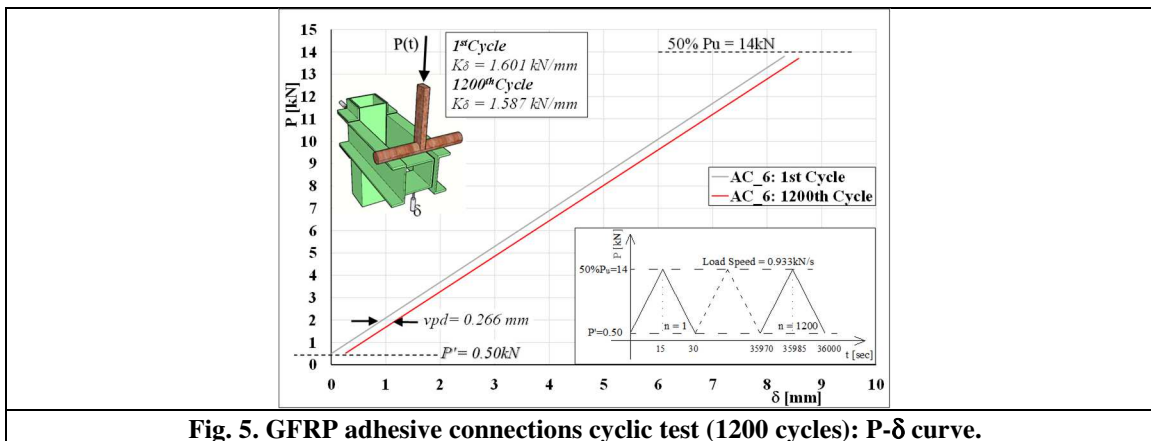 15
14
13
12
11
10
9
8
7
6
5
4
3
2
1
0
P [kN]
P(t)
δ
1stCycle
Kδ = 1.601 kN/mm
1200thCycle
Kδ = 1.587 kN/mm
50% Pu = 14kN
AC_6: 1st Cycle
AC_6: 1200th Cycle
P [kN]
Load Speed = 0.933kN/s
50%Pu=14
P'=0.50
n = 1
n = 1200
15 30 35970 35985 36000
t [sec]
vpd= 0.266 mm
P'= 0.50kN
0 1 2 3 4 5 6 7 8 9 10
δ [mm]
Fig. 5. GFRP adhesive connections cyclic test (1200 cycles): P-δ curve.